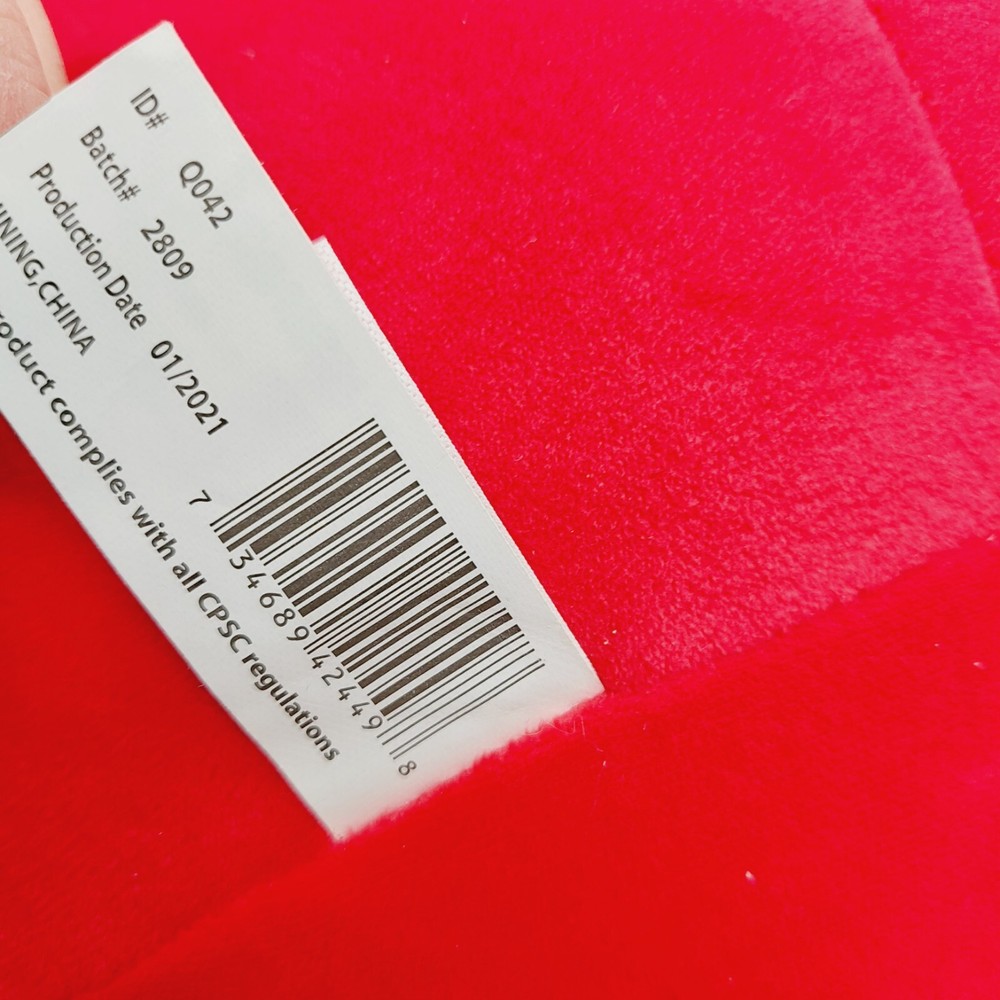 ID# Q042
Batch# 2809
Production Date 01/2021
NING,CHINA
roduct complies with all CPSC regulations
7 34689 42449 8